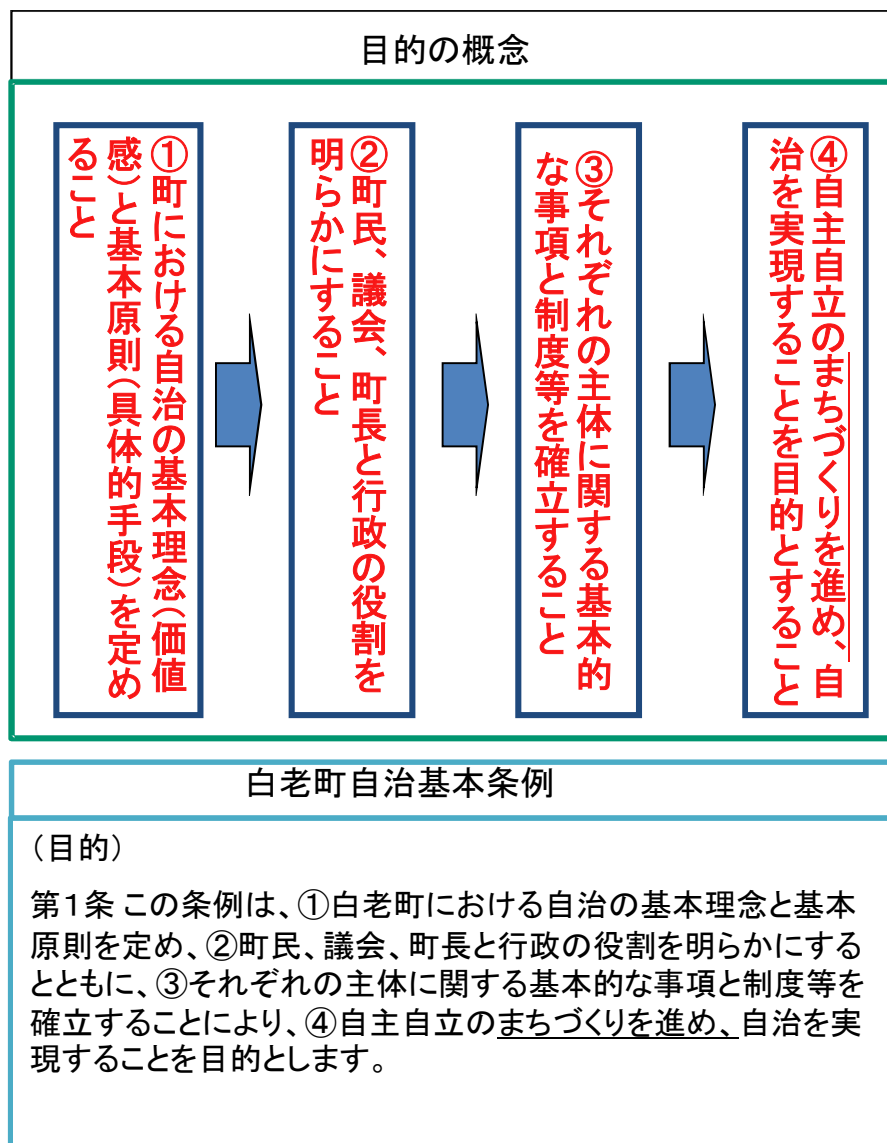 目的の概念
①町における自治の基本理念（価値
感）と基本原則（具体的手段）を定め
ること
②町民、議会、町長と行政の役割を
明らかにすること
③それぞれの主体に関する基本的
な事項と制度等を確立すること
④自主自立のまちづくりを進め、自
治を実現することを目的とすること
白老町自治基本条例
（目的）
第１条 この条例は、①白老町における自治の基本理念と基本
原則を定め、②町民、議会、町長と行政の役割を明らかにする
とともに、③それぞれの主体に関する基本的な事項と制度等を
確立することにより、④自主自立のまちづくりを進め、自治を実
現することを目的とします。